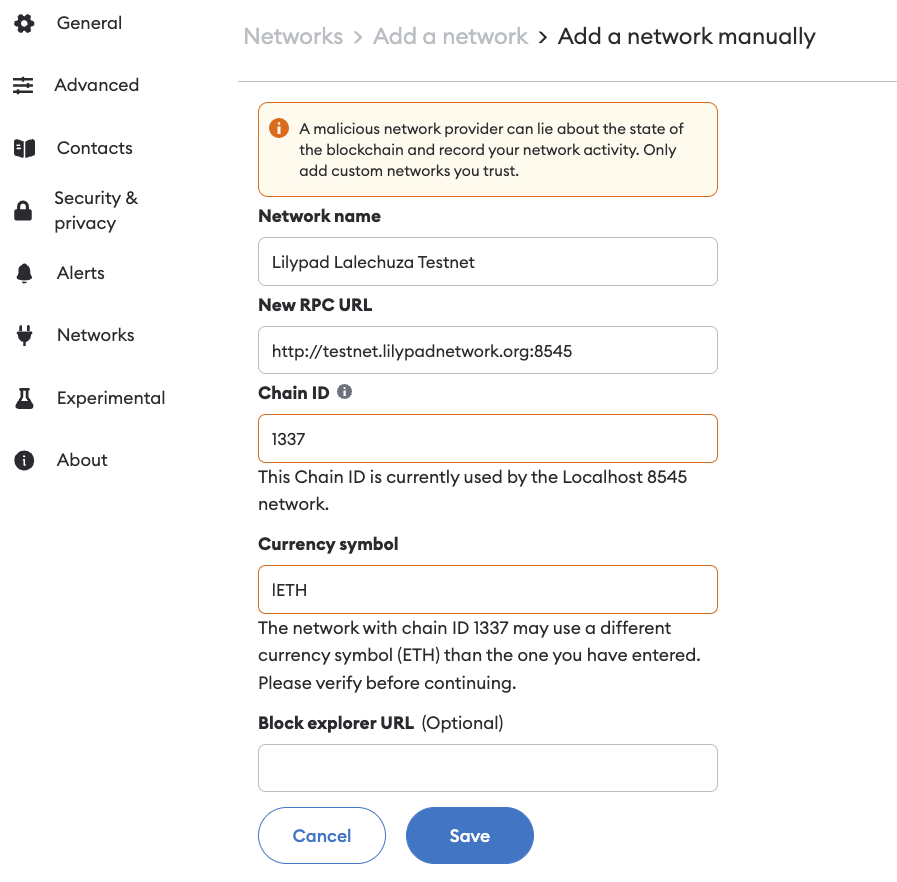 General
Advanced
Contacts
Security &
privacy
Alerts
Networks
Experimental
About
Networks > Add a network > Add a network manually
A malicious network provider can lie about the state of
the blockchain and record your network activity. Only
add custom networks you trust.
Network name
Lilypad Lalechuza Testnet
New RPC URL
http://testnet.lilypadnetwork.org:8545
Chain ID
1337
This Chain ID is currently used by the Localhost 8545
network.
Currency symbol
lETH
The network with chain ID 1337 may use a different
currency symbol (ETH) than the one you have entered.
Please verify before continuing.
Block explorer URL (Optional)
Cancel
Save